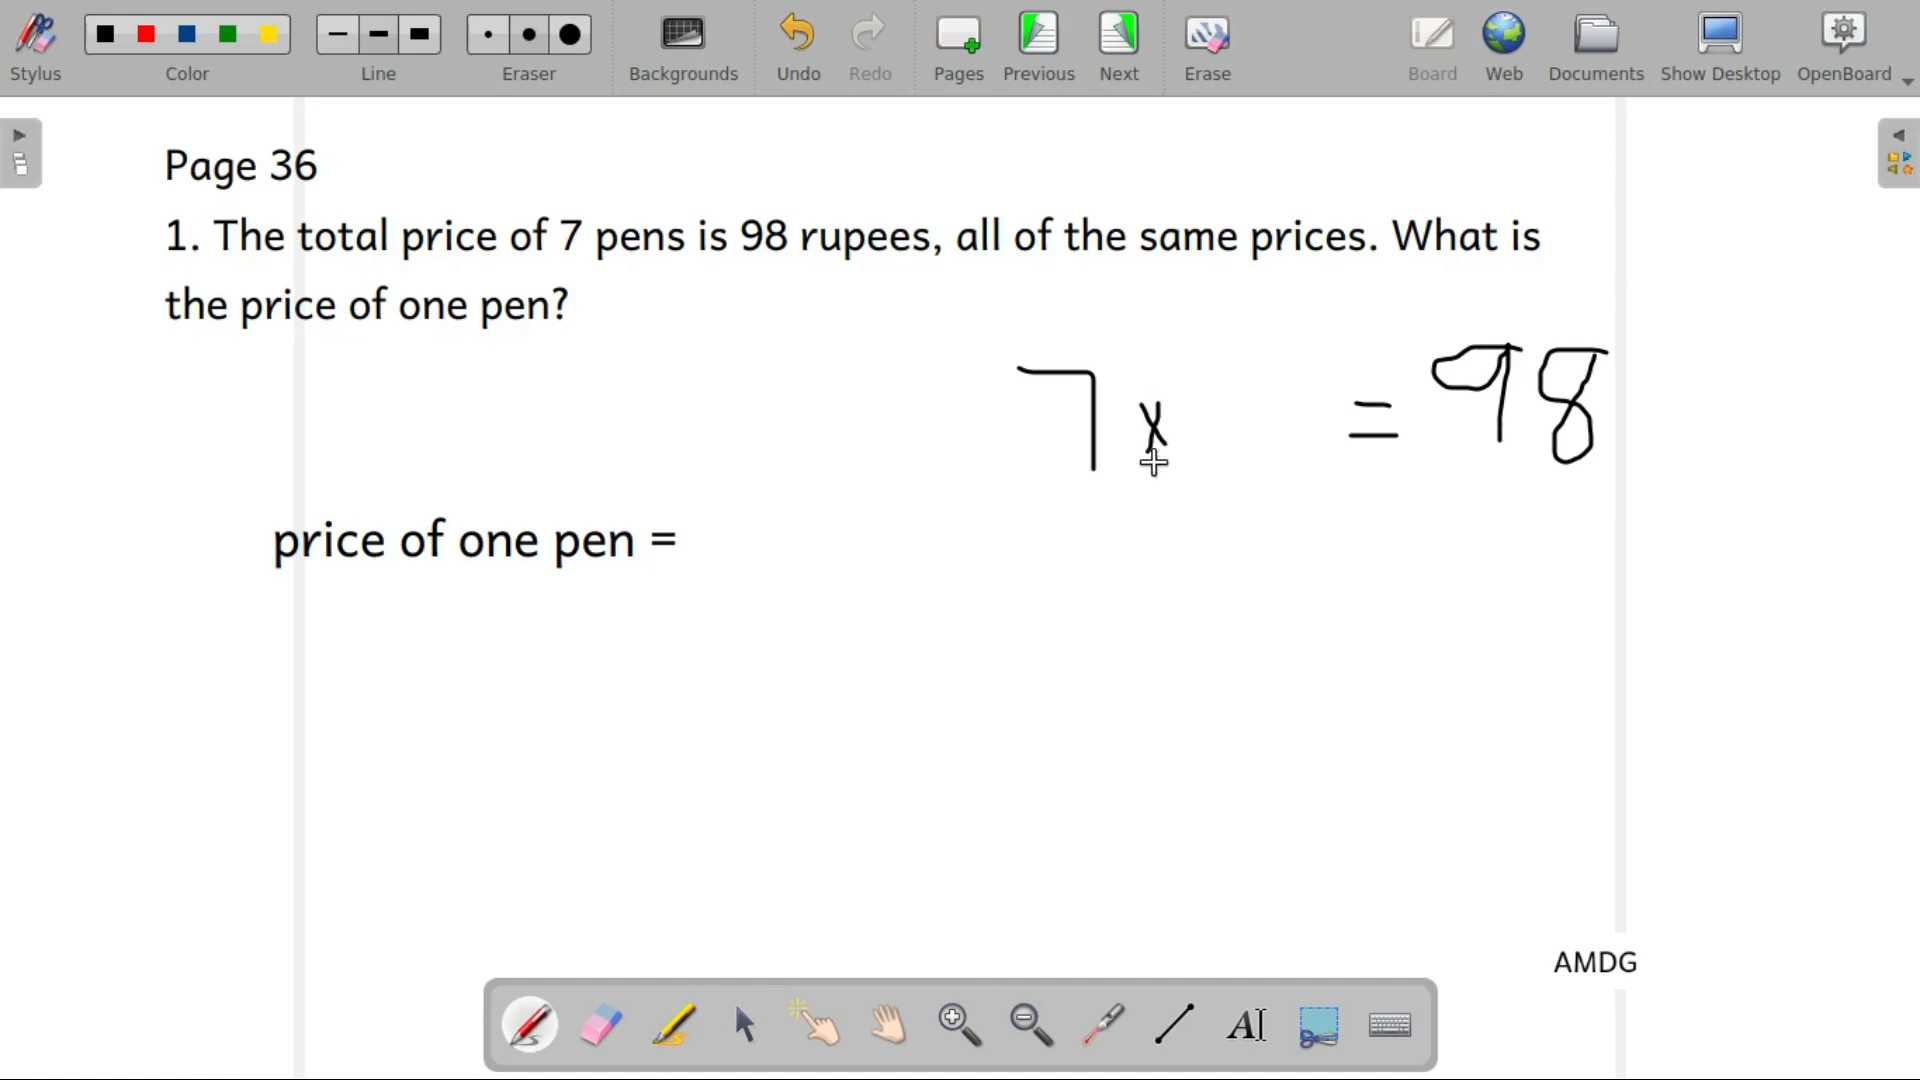 Stylus Color Line Eraser Backgrounds Undo Redo Pages Previous Next Erase Board Web Documents Show Desktop OpenBoard
Page 36
1. The total price of 7 pens is 98 rupees, all of the same prices. What is
the price of one pen?
7 x = 98
price of one pen =
AMDG
AI